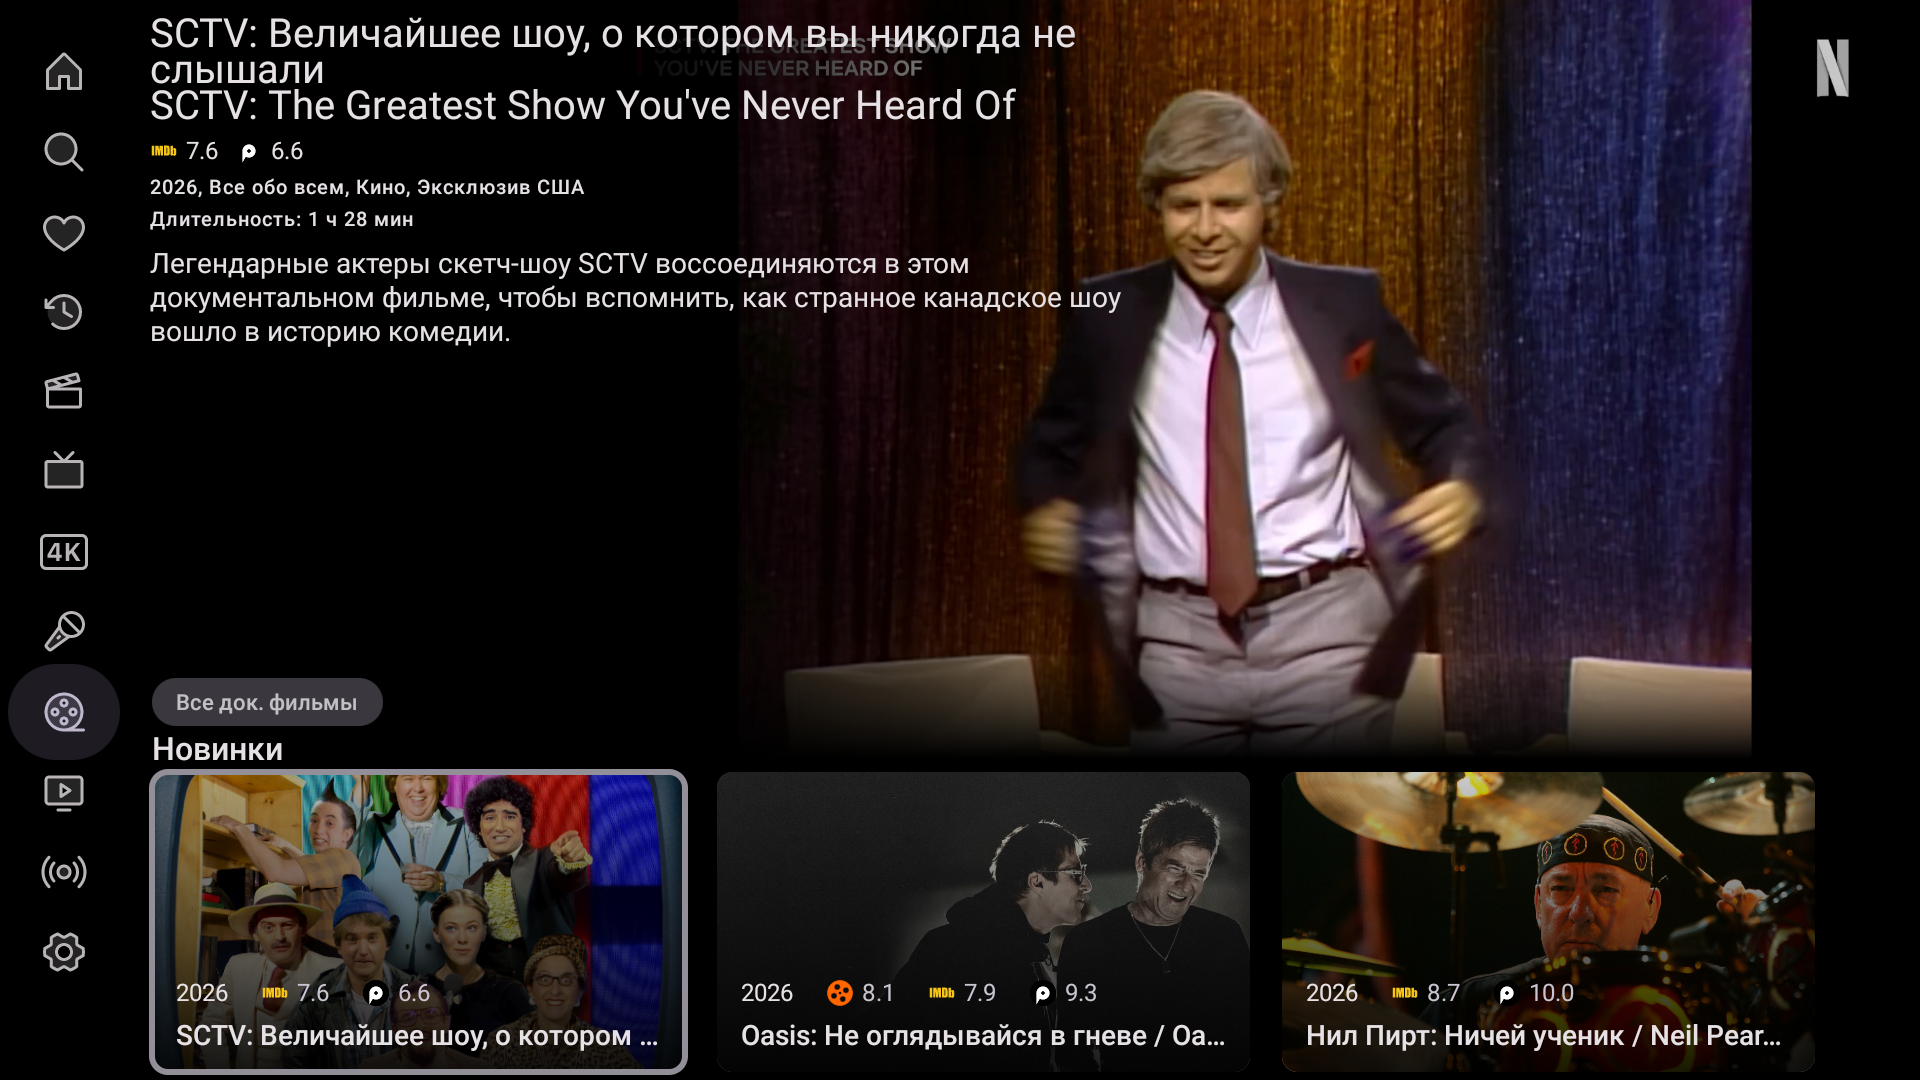 SCTV: Величайшее шоу, о котором вы никогда не
слышали
SCTV: The Greatest Show You've Never Heard Of
GREATEST SHOW
YOU'VE NEVER HEARD OF
IMDb 7.6 6.6
2026, Все обо всем, Кино, Эксклюзив США
Длительность: 1 ч 28 мин
Легендарные актеры скетч-шоу SCTV воссоединяются в этом
документальном фильме, чтобы вспомнить, как странное канадское шоу
вошло в историю комедии.
N
4K
Все док. фильмы
Новинки
2026 IMDb 7.6 6.6
SCTV: Величайшее шоу, о котором ...
2026 8.1 IMDb 7.9 9.3
Oasis: Не оглядывайся в гневе / Oa...
2026 IMDb 8.7 10.0
Нил Пирт: Ничей ученик / Neil Pear...